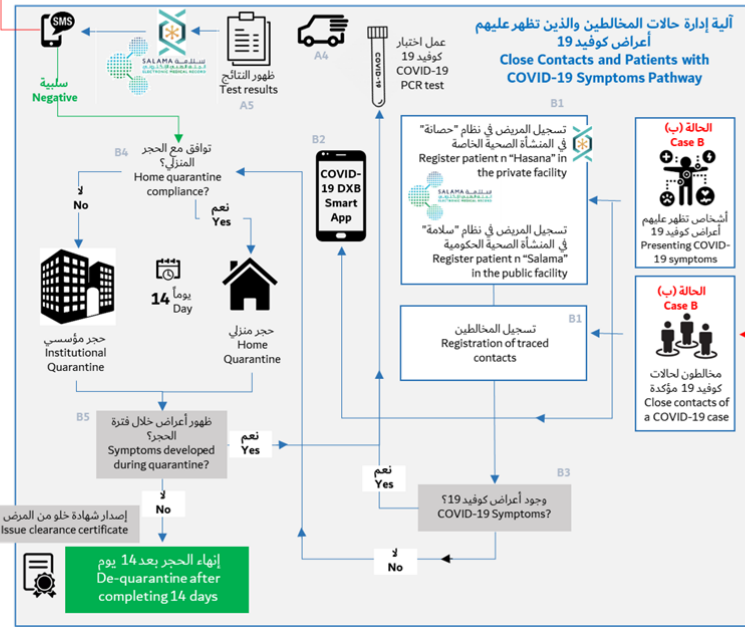 آلية إدارة حالات المخالطين والذين تظهر عليهم
أعراض كوفيد 19
Close Contacts and Patients with
COVID-19 Symptoms Pathway
SMS
سلبية
Negative
SALAMA سلامة
ELECTRONIC MEDICAL RECORD
ظهور النتائج
Test results
A5
A4
COVID-19
عمل اختبار
كوفيد 19
COVID-19
PCR test
B1
تسجيل المريض في نظام "حصانة"
في المنشأة الصحية الخاصة
Register patient n "Hasana" in
the private facility
SALAMA سلامة
تسجيل المريض في نظام "سلامة"
في المنشأة الصحية الحكومية
Register patient n "Salama"
in the public facility
B1
تسجيل المخالطين
Registration of traced
contacts
الحالة (ب)
Case B
أشخاص تظهر عليهم
أعراض كوفيد 19
Presenting COVID-
19 symptoms
الحالة (ب)
Case B
مخالطون لحالات
كوفيد 19 مؤكدة
Close contacts of
a COVID-19 case
B2
COVID-
19 DXB
Smart
App
B4
توافق مع الحجر
المنزلي؟
Home quarantine
compliance?
لا
No
نعم
Yes
14 يوماً
Day
حجر مؤسسي
Institutional
Quarantine
حجر منزلي
Home
Quarantine
B5
ظهور أعراض خلال فترة
الحجر؟
Symptoms developed
during quarantine?
نعم
Yes
لا
No
نعم
Yes
B3
وجود أعراض كوفيد 19؟
COVID-19 Symptoms?
لا
No
إصدار شهادة خلو من المرض
Issue clearance certificate
إنهاء الحجر بعد 14 يوم
De-quarantine after
completing 14 days